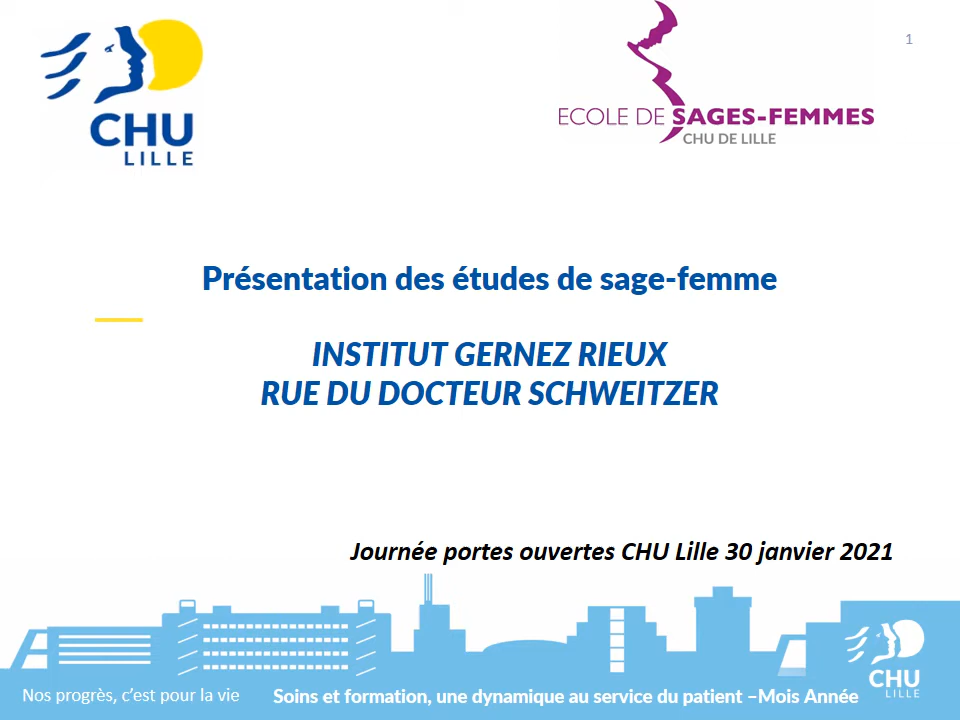 CHU
LILLE
1
ECOLE DE SAGES-FEMMES
CHU DE LILLE
Présentation des études de sage-femme
INSTITUT GERNEZ RIEUX
RUE DU DOCTEUR SCHWEITZER
Journée portes ouvertes CHU Lille 30 janvier 2021
Nos progrès, c'est pour la vie
Soins et formation, une dynamique au service du patient –Mois Année
CHU
LILLE